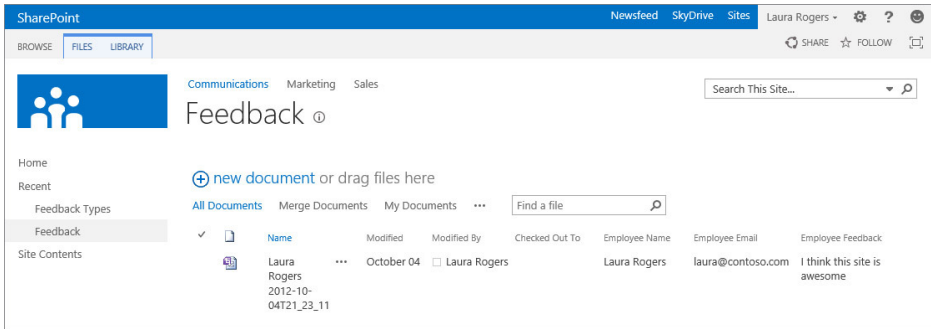 SharePoint
Newsfeed SkyDrive Sites Laura Rogers ?
BROWSE FILES LIBRARY
SHARE FOLLOW
Communications Marketing Sales
Search This Site...
Feedback
Home
Recent
Feedback Types
Feedback
Site Contents
new document or drag files here
All Documents Merge Documents My Documents ••• Find a file
Name Modified Modified By Checked Out To Employee Name Employee Email Employee Feedback
Laura ••• October 04 Laura Rogers Laura Rogers laura@contoso.com I think this site is
Rogers awesome
2012-10-
04T21_23_11